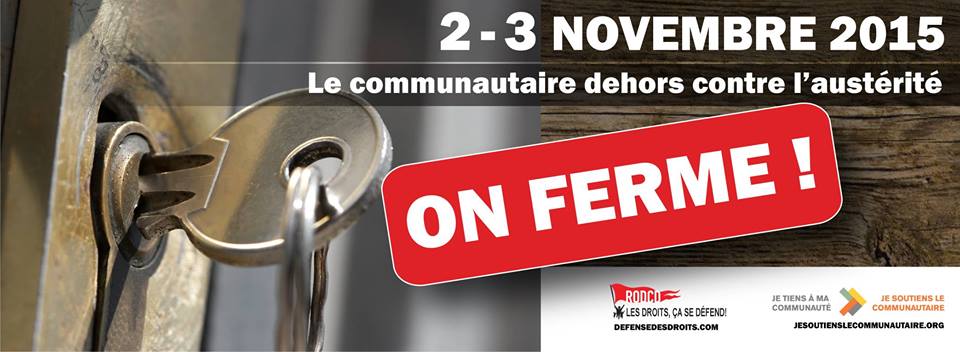 2 - 3 NOVEMBRE 2015
Le communautaire dehors contre l'austérité
ON FERME !
RODCD
LES DROITS, ÇA SE DÉFEND!
DEFENSEDESDROITS.COM
JE TIENS À MA
COMMUNAUTÉ
JE SOUTIENS LE
COMMUNAUTAIRE
JESOUTIENSLECOMMUNAUTAIRE.ORG